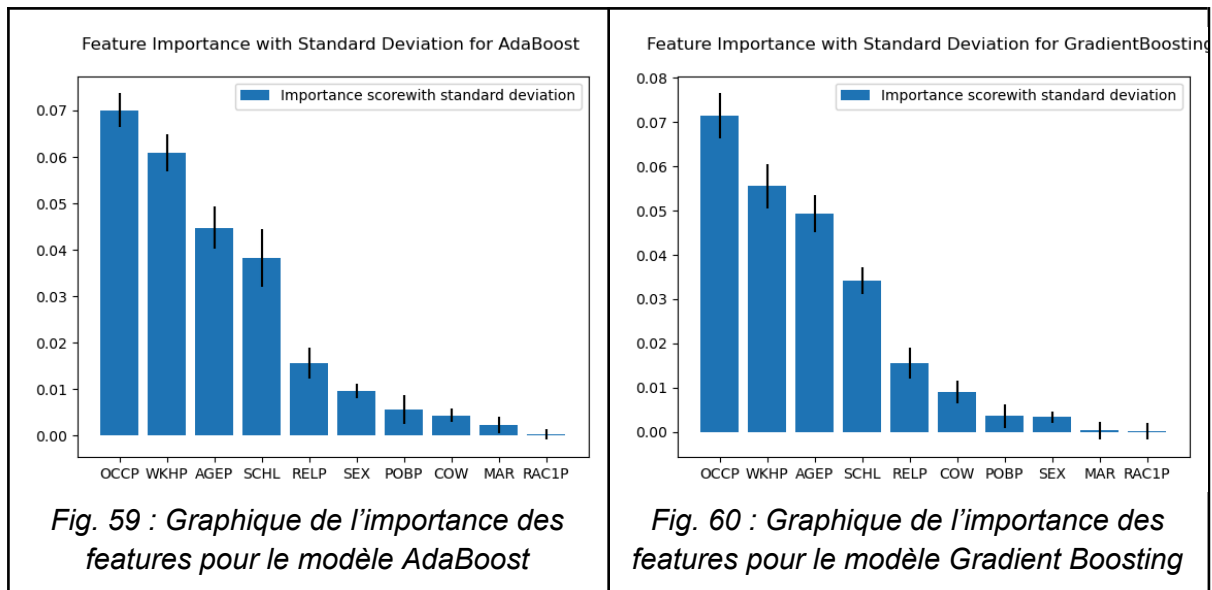 Feature Importance with Standard Deviation for AdaBoost
Importance scorewith standard deviation
0.07
0.06
0.05
0.04
0.03
0.02
0.01
0.00
OCCP WKHP AGEP SCHL RELP SEX POBP COW MAR RAC1P
Fig. 59 : Graphique de l’importance des
features pour le modèle AdaBoost
Feature Importance with Standard Deviation for GradientBoosting
Importance scorewith standard deviation
0.08
0.07
0.06
0.05
0.04
0.03
0.02
0.01
0.00
OCCP WKHP AGEP SCHL RELP COW POBP SEX MAR RAC1P
Fig. 60 : Graphique de l’importance des
features pour le modèle Gradient Boosting